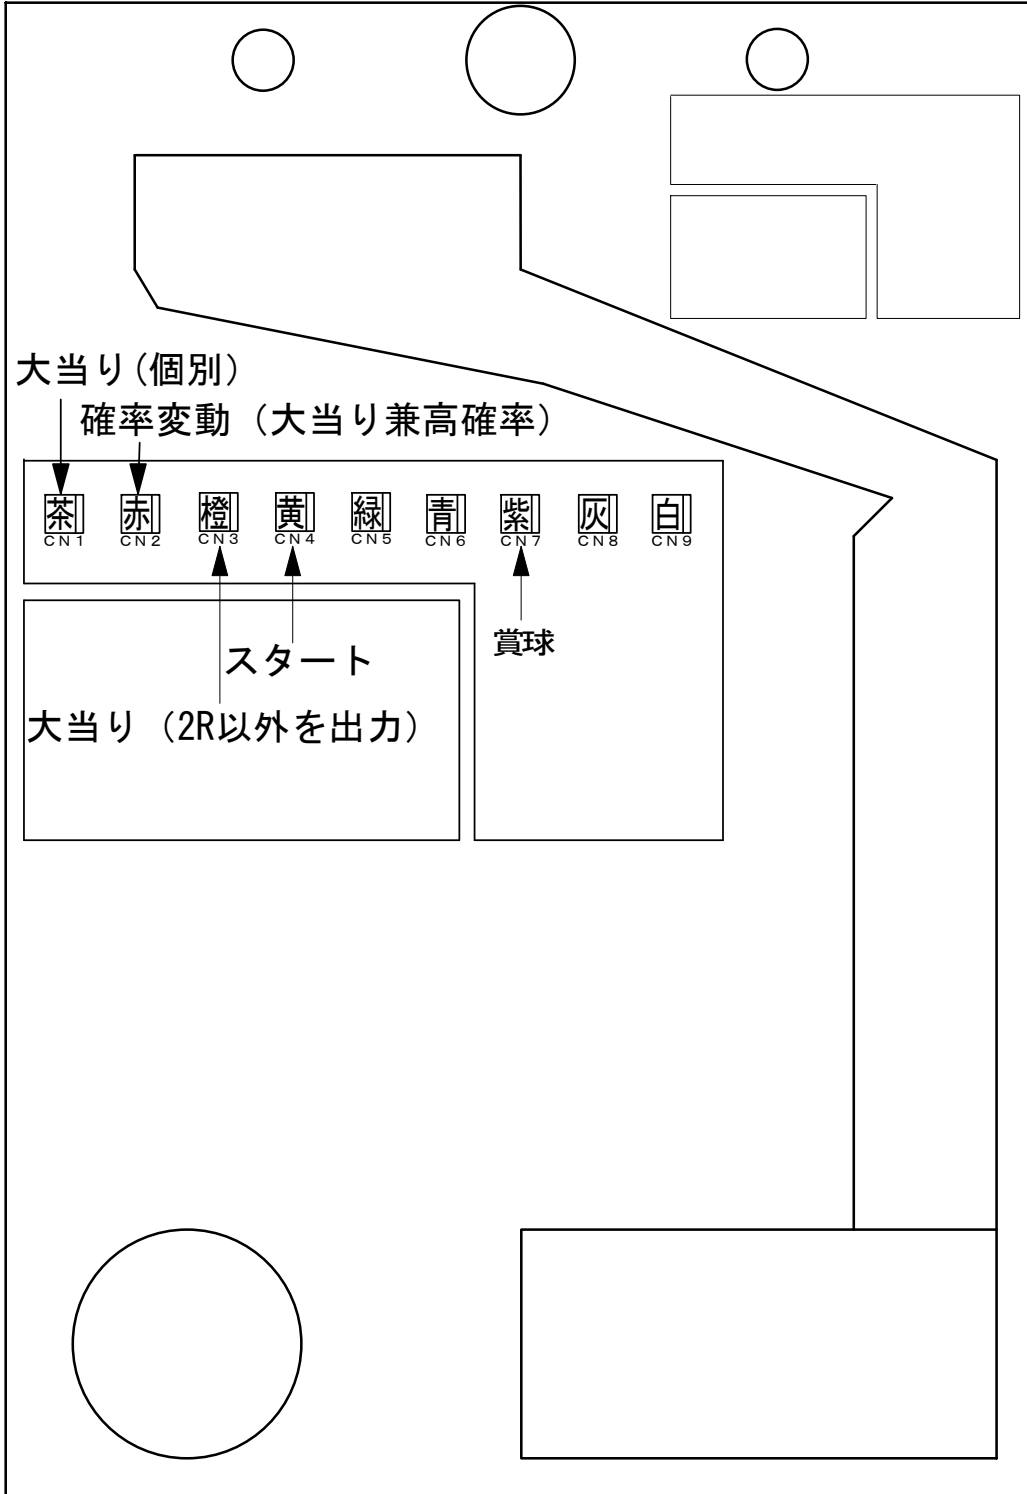 大当り(個別)
確率変動(大当り兼高確率)
茶 赤 橙 黄 緑 青 紫 灰 白
CN1 CN2 CN3 CN4 CN5 CN6 CN7 CN8 CN9
賞球
スタート
大当り(2R以外を出力)